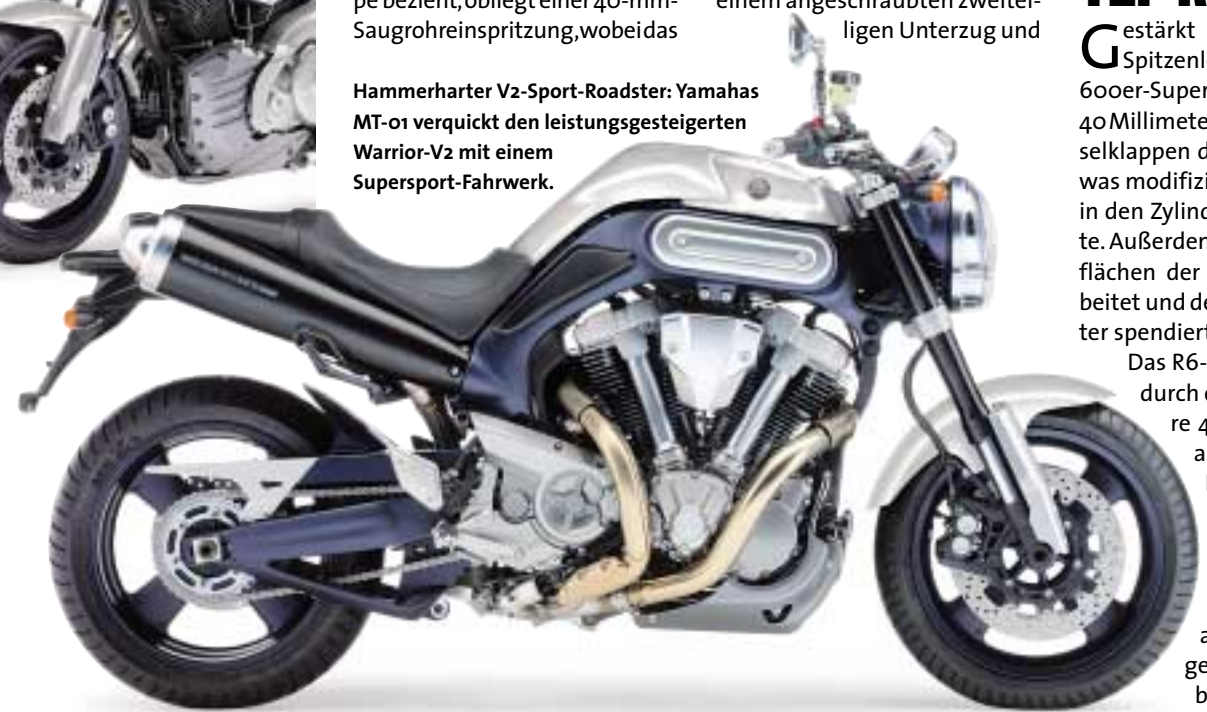 pe bezieht, obliegt einer 40-mm-
Saugrohreinspritzung, wobei das
einem angeschraubten zweitei-
ligen Unterzug und
Hammerharter V2-Sport-Roadster: Yamahas
MT-01 verquickt den leistungsgesteigerten
Warrior-V2 mit einem
Supersport-Fahrwerk.
Gestärkt
Spitzenl
600er-Super
40 Millimete
selklappen d
was modifizi
in den Zylind
te. Außerdem
flächen der
beitet und de
ter spendiert
Das R6-
durch
re 4
a
ge
b